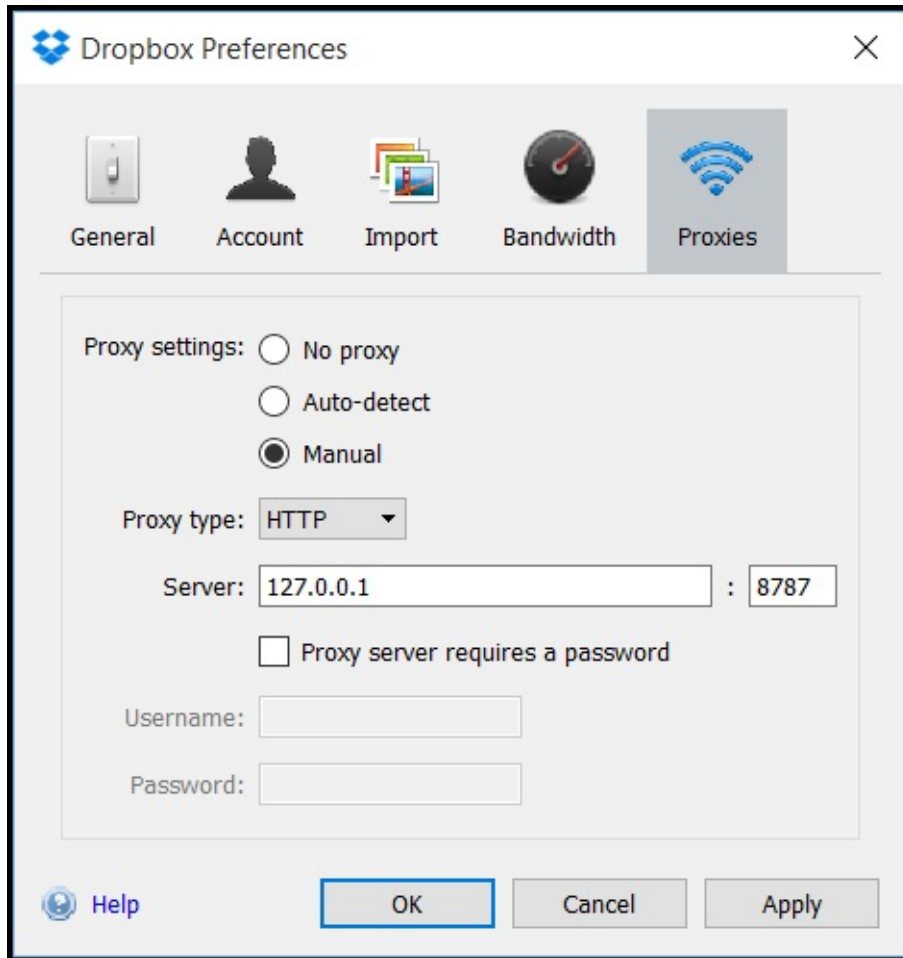 Dropbox Preferences
General Account Import Bandwidth Proxies
Proxy settings: No proxy
Auto-detect
Manual
Proxy type: HTTP
Server: 127.0.0.1 : 8787
Proxy server requires a password
Username:
Password:
Help OK Cancel Apply